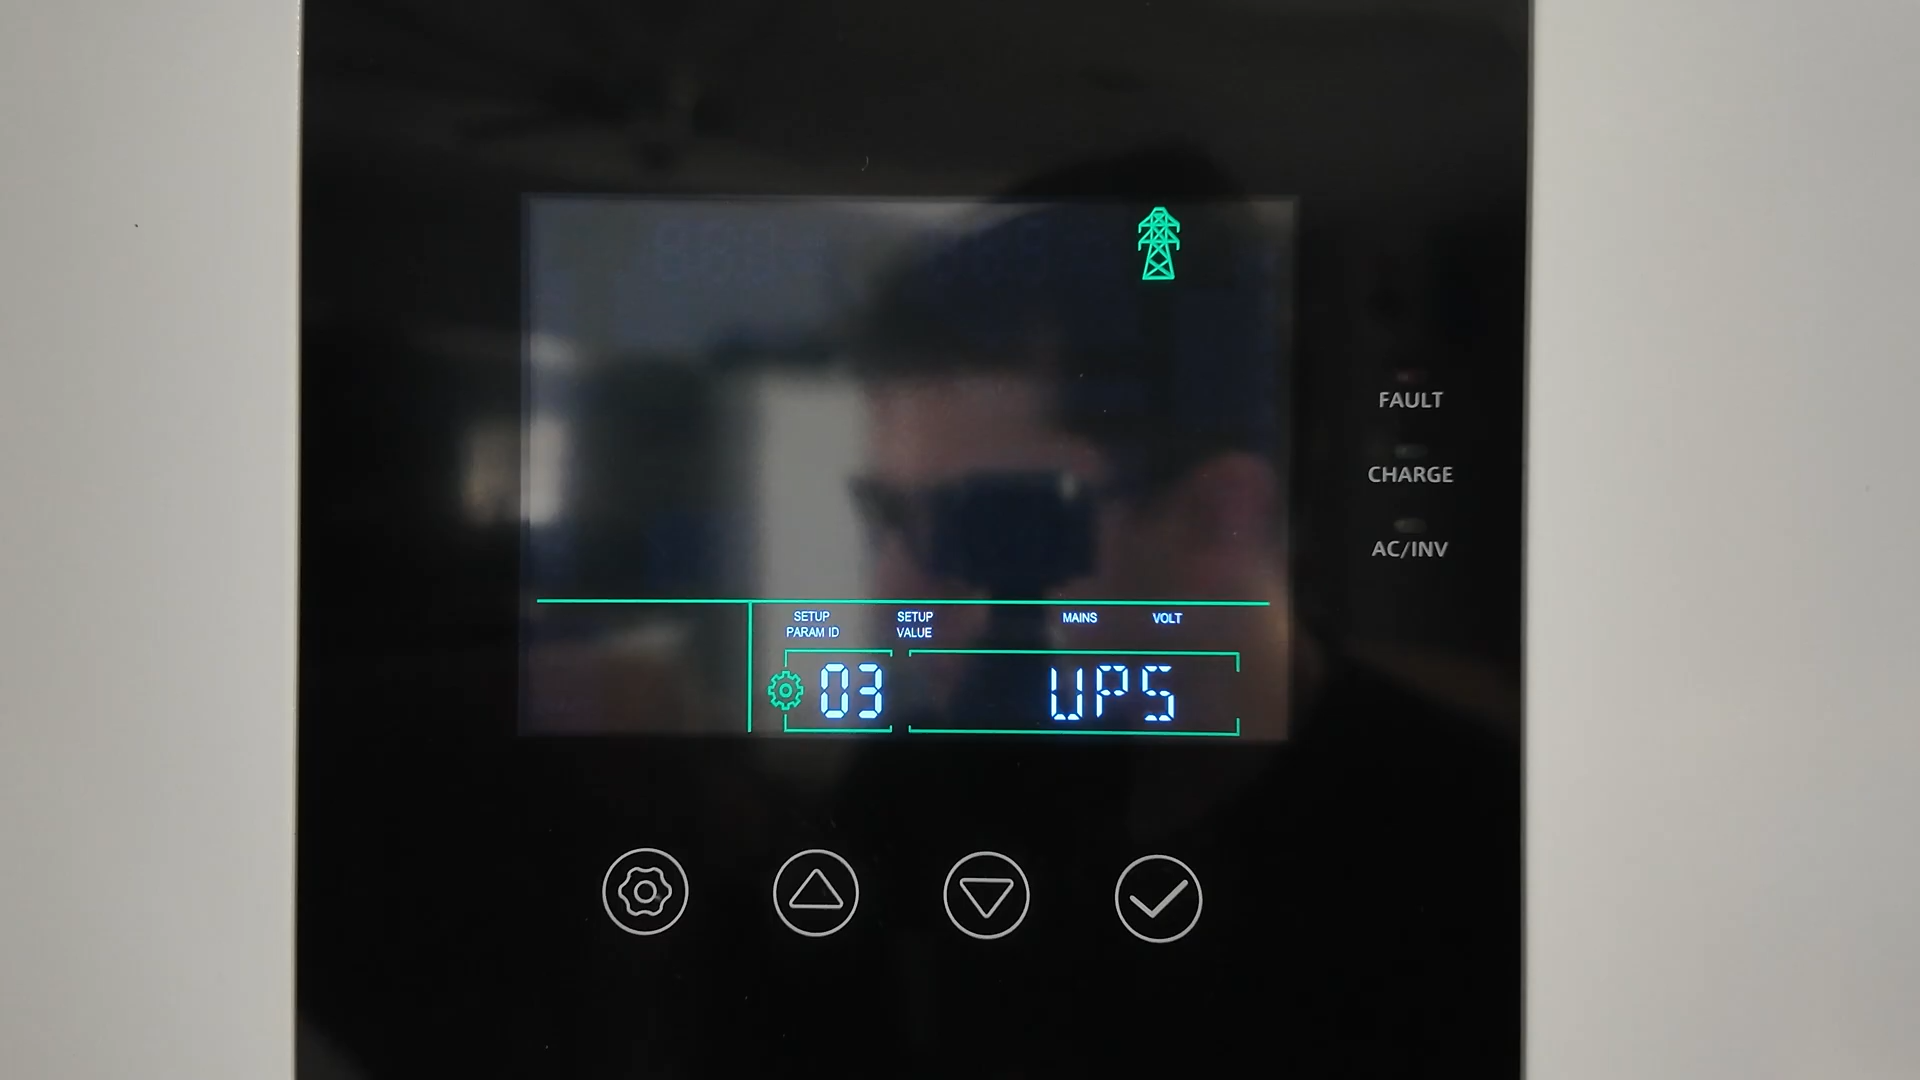 FAULT
CHARGE
AC/INV
SETUP PARAM ID
SETUP VALUE
MAINS
VOLT
03
UPS